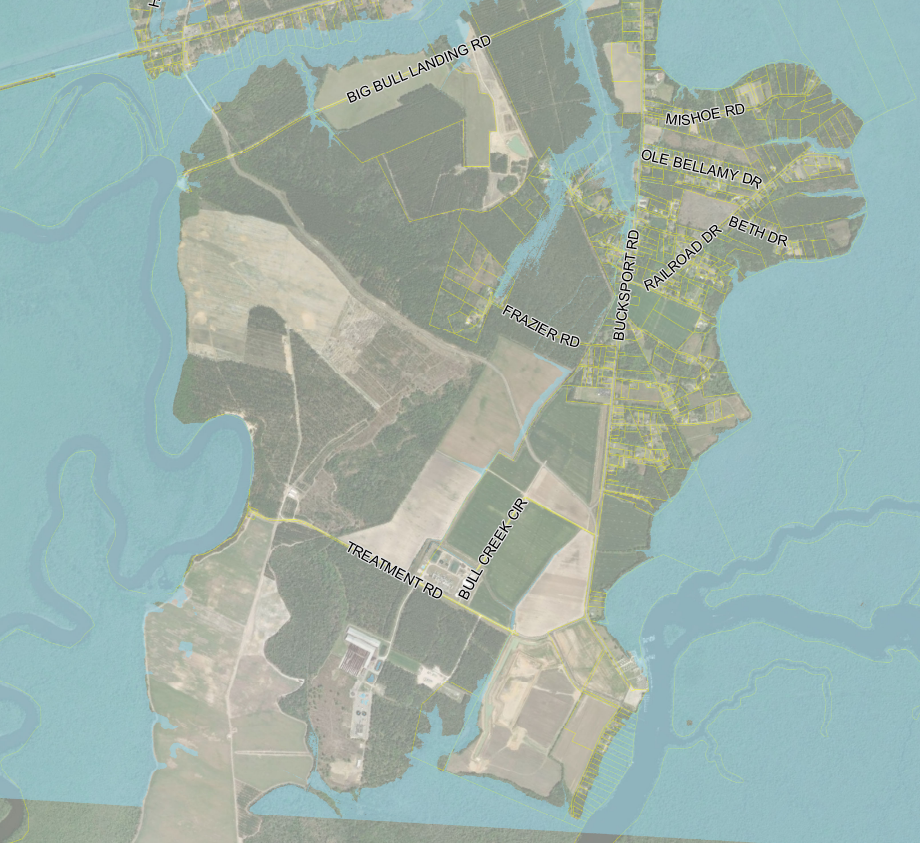 H
BIG BULL LANDING RD
MISHOE RD
OLE BELLAMY DR
BETH DR
RAILROAD DR
BUCKSPORT RD
FRAZIER RD
BULL CREEK CIR
TREATMENT RD